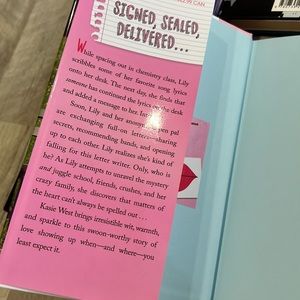 SIGNED, SEALED,
DELIVERED...
While spacing out in chemistry class, Lily
scribbles some of her favorite song lyrics
onto her desk. The next day, she finds that
someone has continued the lyrics on the desk
and added a message to her. Intr
Soon, Lily and her anonym pen pal
are exchanging full-on letters—sharing
secrets, recommending bands, and opening
up to each other. Lily realizes she's kind of
falling for this letter writer. Only, who is
he? As Lily attempts to unravel the mystery
and juggle school, friends, crushes, and her
crazy family, she discovers that matters of
the heart can't always be spelled out . . .
Kasie West brings irresistible wit, warmth,
and sparkle to this swoon-worthy story of
love showing up when—and where—you
least expect it.